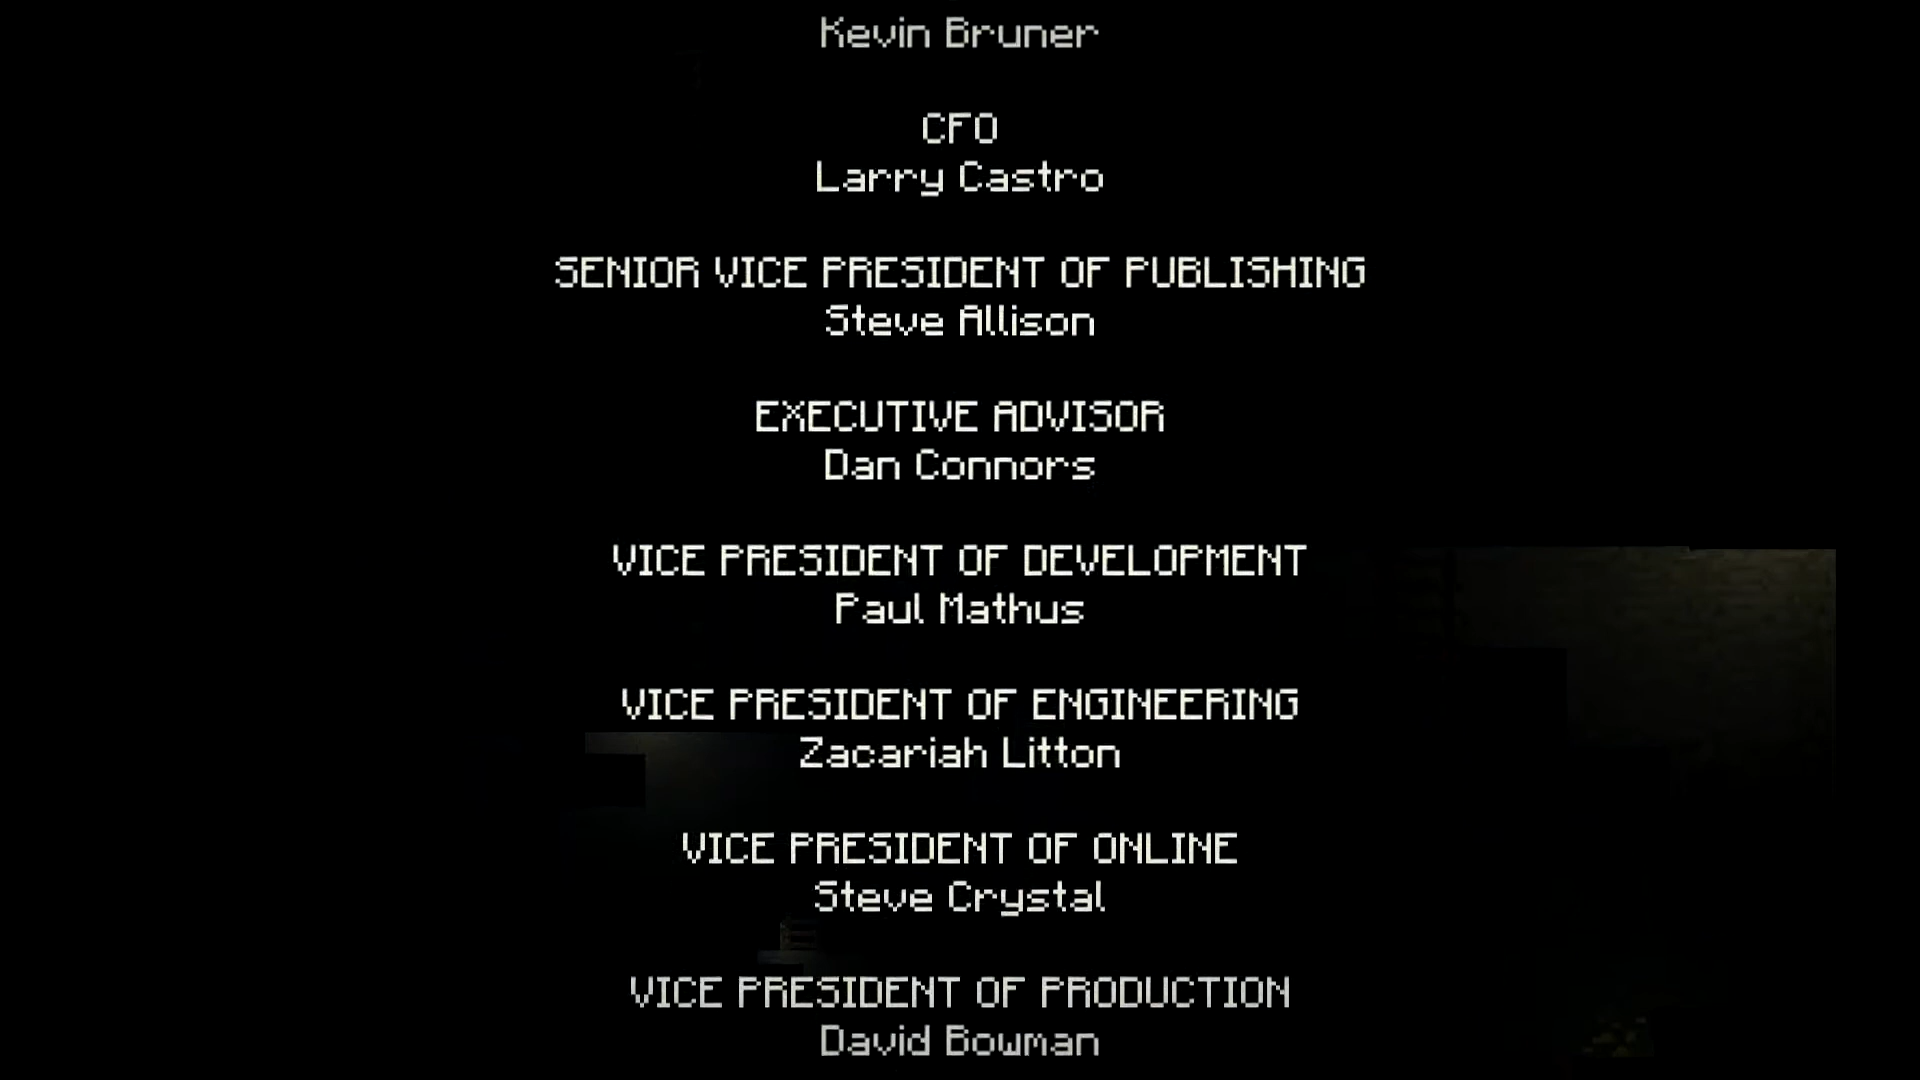 Kevin Bruner
CFO
Larry Castro
SENIOR VICE PRESIDENT OF PUBLISHING
Steve Allison
EXECUTIVE ADVISOR
Dan Connors
VICE PRESIDENT OF DEVELOPMENT
Paul Mathus
VICE PRESIDENT OF ENGINEERING
Zacariah Litton
VICE PRESIDENT OF ONLINE
Steve Crystal
VICE PRESIDENT OF PRODUCTION
David Bowman